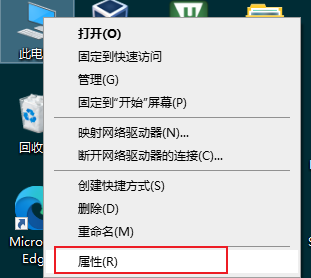 打开(O)
固定到快速访问
此电
管理(G)
固定到"开始"屏幕(P)
映射网络驱动器(N)...
回收
断开网络驱动器的连接(C)...
创建快捷方式(S)
删除(D)
重命名(M)
Micros
Edg
属性(R)